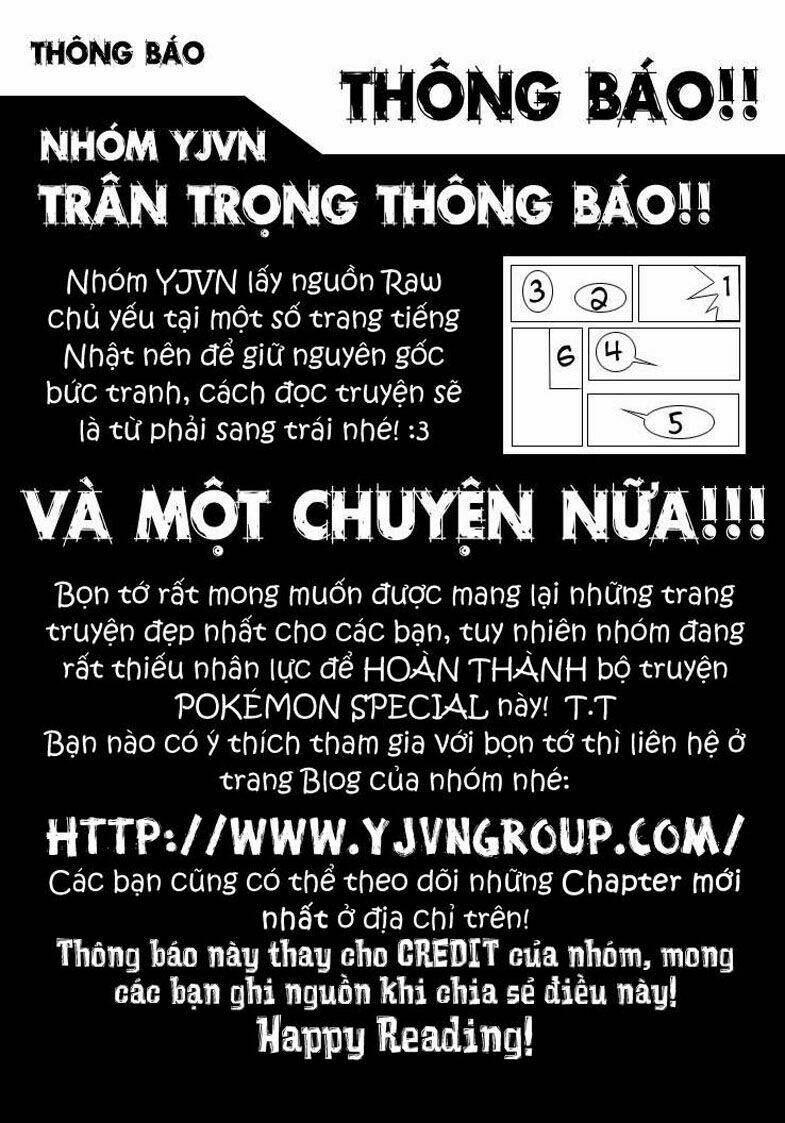 THÔNG BÁO
THÔNG BÁO!!
NHÓM YJVN
TRÂN TRỌNG THÔNG BÁO!!
Nhóm YJVN lấy nguồn Raw
chủ yếu tại một số trang tiếng
Nhật nên để giữ nguyên gốc
bức tranh, cách đọc truyện sẽ
là từ phải sang trái nhé! :3
3 2 1
6 4
5
VÀ MỘT CHUYỆN NỮA!!!
Bọn tớ rất mong muốn được mang lại những trang
truyện đẹp nhất cho các bạn, tuy nhiên nhóm đang
rất thiếu nhân lực để HOÀN THÀNH bộ truyện
POKÉMON SPECIAL này! T.T
Bạn nào có ý thích tham gia với bọn tớ thì liên hệ ở
trang Blog của nhóm nhé:
HTTP://WWW.YJVNGROUP.COM/
Các bạn cũng có thể theo dõi những Chapter mới
nhất ở địa chỉ trên!
Thông báo này thay cho CREDIT của nhóm, mong
các bạn ghi nguồn khi chia sẻ điều này!
Happy Reading!